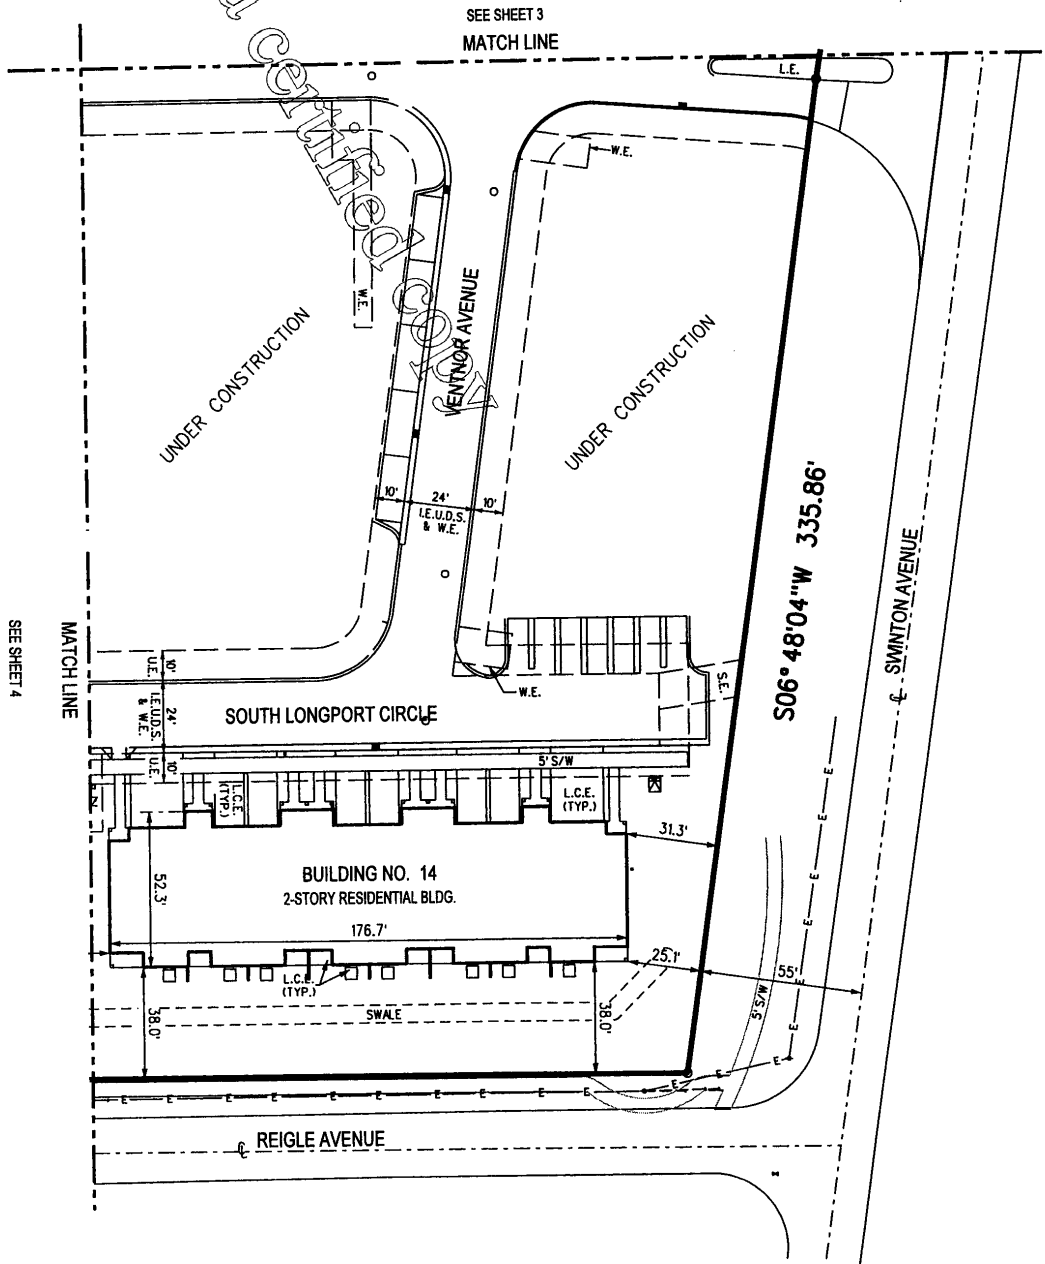 SEE SHEET 3
MATCH LINE
a certified copy
L.E.
W.E.
W.E.
VENTNOR AVENUE
UNDER CONSTRUCTION
UNDER CONSTRUCTION
S06°48'04"W 335.86'
10'
24'
10'
I.E.U.D.S.
& W.E.
℄ SWINTON AVENUE
SEE SHEET 4
MATCH LINE
10'
U.E.
24'
I.E.U.D.S.
& W.E.
10'
U.E.
W.E.
S.E.
SOUTH LONGPORT CIRCLE
5' S/W
L.C.E.
(TYP.)
L.C.E.
(TYP.)
31.3'
BUILDING NO. 14
2-STORY RESIDENTIAL BLDG.
52.3'
176.7'
25.1'
55'
L.C.E.
(TYP.)
SWALE
38.0'
38.0'
5' S/W
E E E E E
E E E E E E E E E E
℄ REIGLE AVENUE